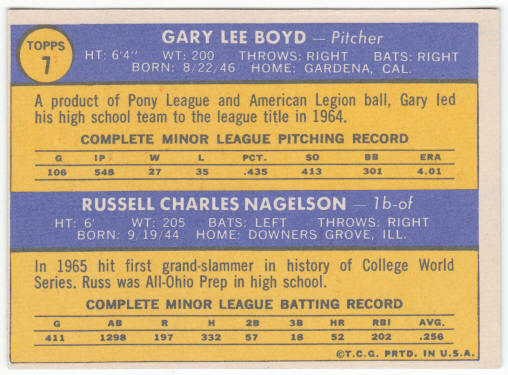 TOPPS
7
GARY LEE BOYD — Pitcher
HT: 6'4" WT: 200 THROWS: RIGHT BATS: RIGHT
BORN: 8/22/46 HOME: GARDENA, CAL.
A product of Pony League and American Legion ball, Gary led
his high school team to the league title in 1964.
COMPLETE MINOR LEAGUE PITCHING RECORD
G IP W L PCT. SO BB ERA
106 548 27 35 .435 413 301 4.01
RUSSELL CHARLES NAGELSON — 1b-of
HT: 6' WT: 205 BATS: LEFT THROWS: RIGHT
BORN: 9/19/44 HOME: DOWNERS GROVE, ILL.
In 1965 hit first grand-slammer in history of College World
Series. Russ was All-Ohio Prep in high school.
COMPLETE MINOR LEAGUE BATTING RECORD
G AB R H 2B 3B HR RBI AVG.
411 1298 197 332 57 18 52 202 .256
©T.C.G. PRTD. IN U.S.A.